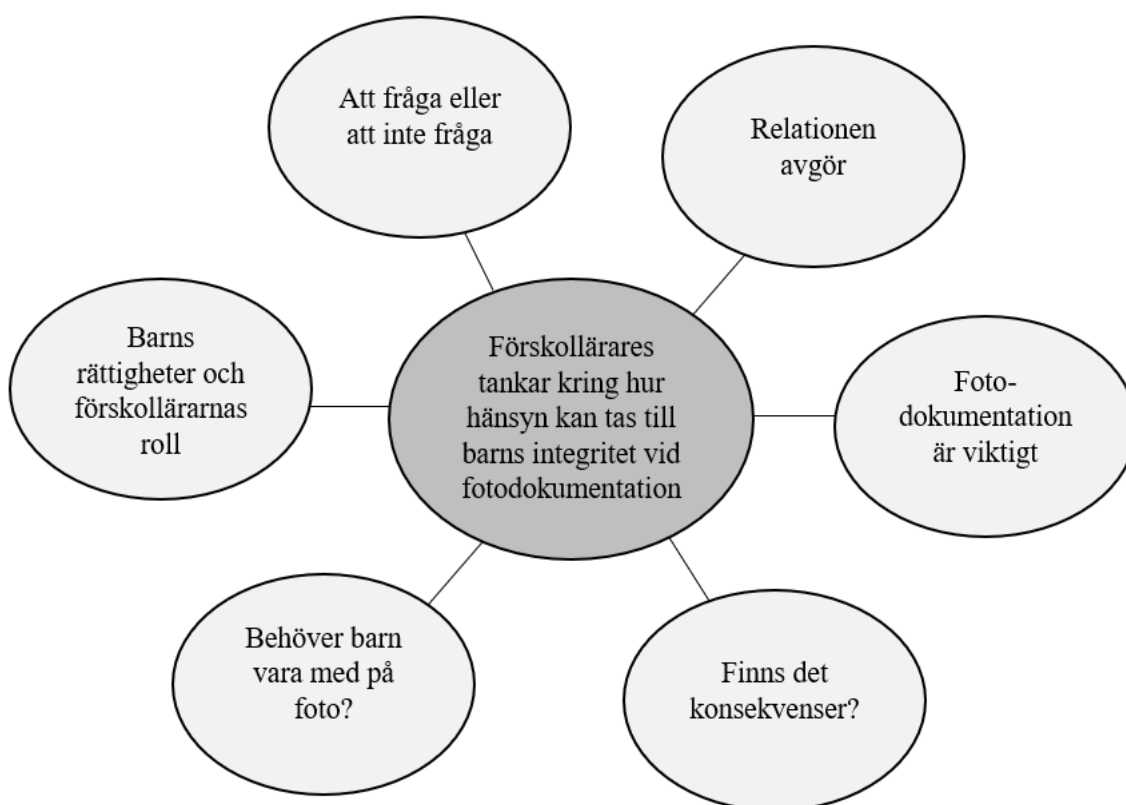 Att fråga eller
att inte fråga
Relationen
avgör
Barns
rättigheter och
förskollärarnas
roll
Förskollärares
tankar kring hur
hänsyn kan tas till
barns integritet vid
fotodokumentation
Foto-
dokumentation
är viktigt
Behöver barn
vara med på
foto?
Finns det
konsekvenser?